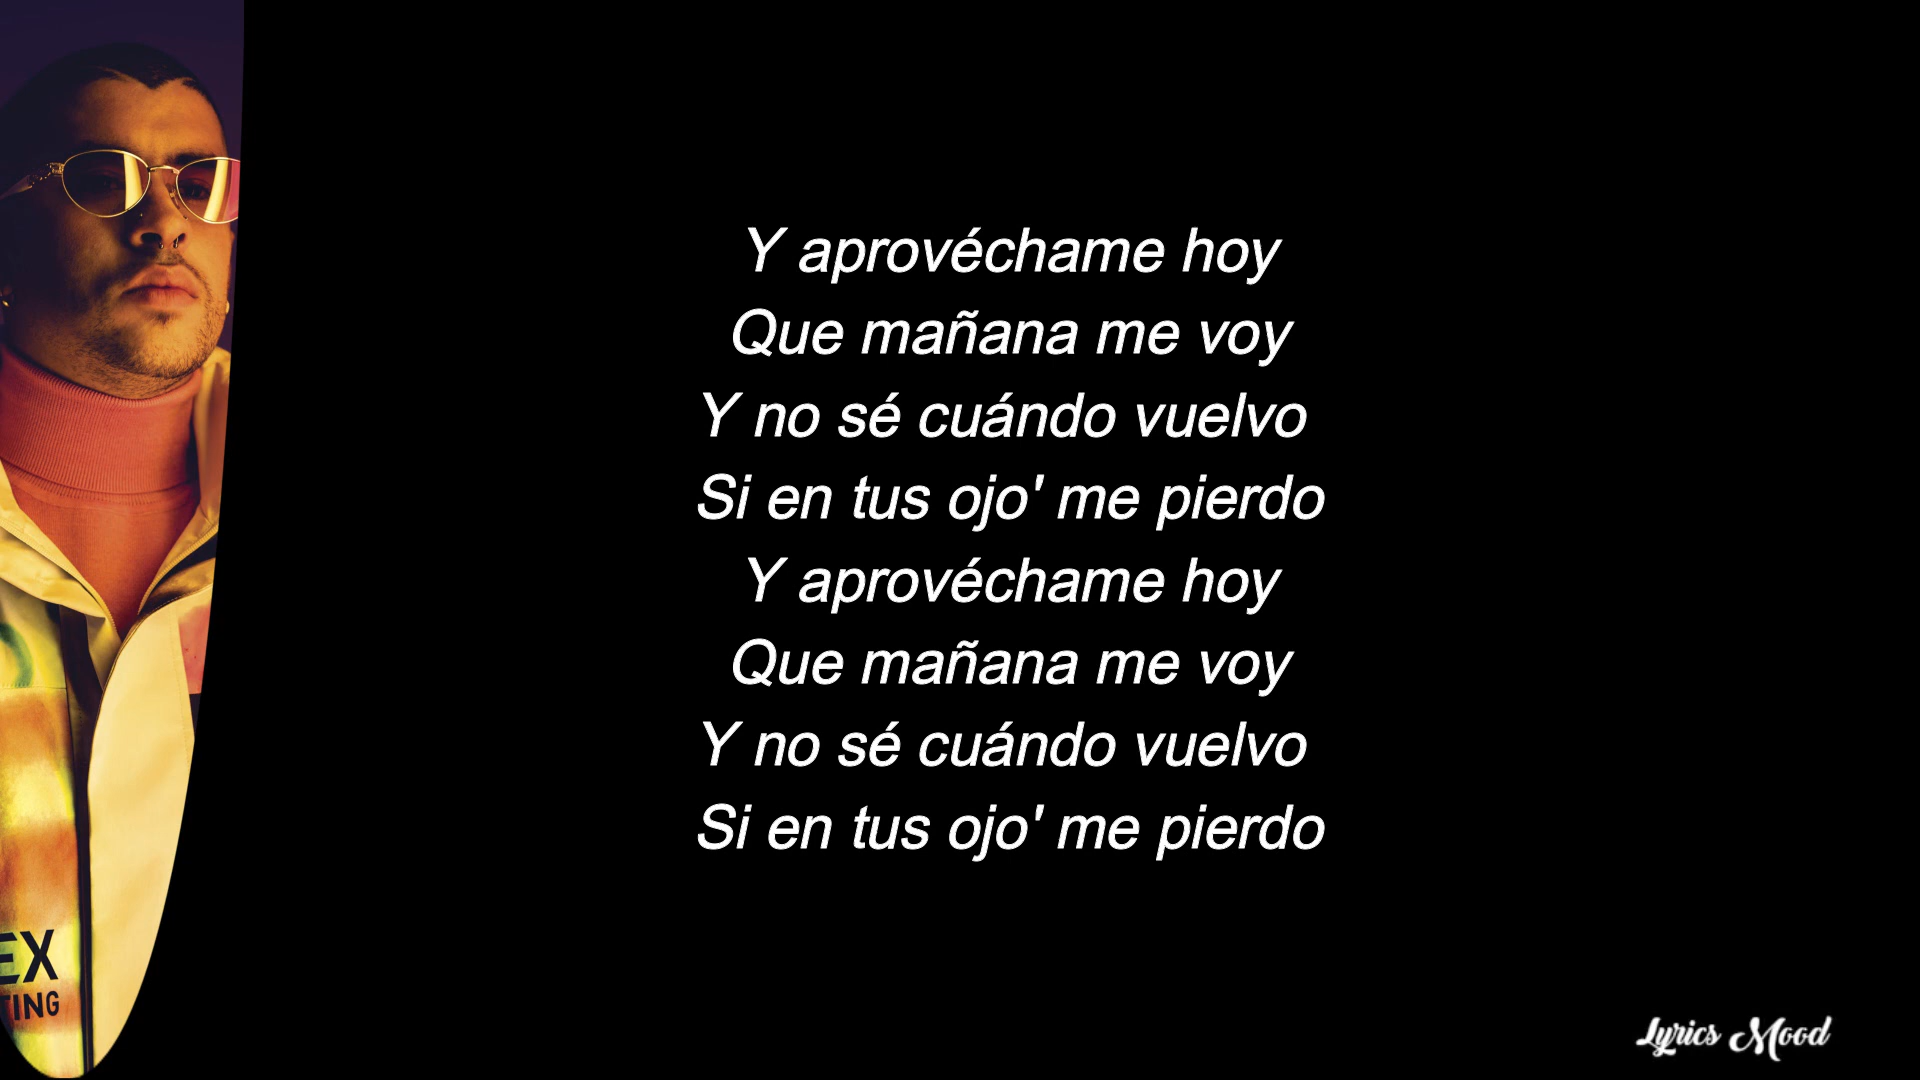 Y aprovéchame hoy
Que mañana me voy
Y no sé cuándo vuelvo
Si en tus ojo' me pierdo
Y aprovéchame hoy
Que mañana me voy
Y no sé cuándo vuelvo
Si en tus ojo' me pierdo
EX
TING
Lyrics Mood